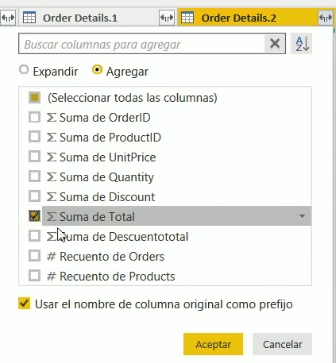 Order Details.1 Order Details.2
Buscar columnas para agregar
Expandir Agregar
(Seleccionar todas las columnas)
Σ Suma de OrderID
Σ Suma de ProductID
Σ Suma de UnitPrice
Σ Suma de Quantity
Σ Suma de Discount
Σ Suma de Total
Σ Suma de Descuentototal
# Recuento de Orders
# Recuento de Products
Usar el nombre de columna original como prefijo
Aceptar Cancelar